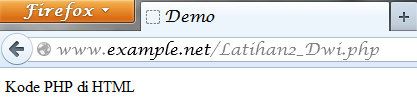 Firefox
Demo
www.example.net/Latihan2_Dwi.php
Kode PHP di HTML